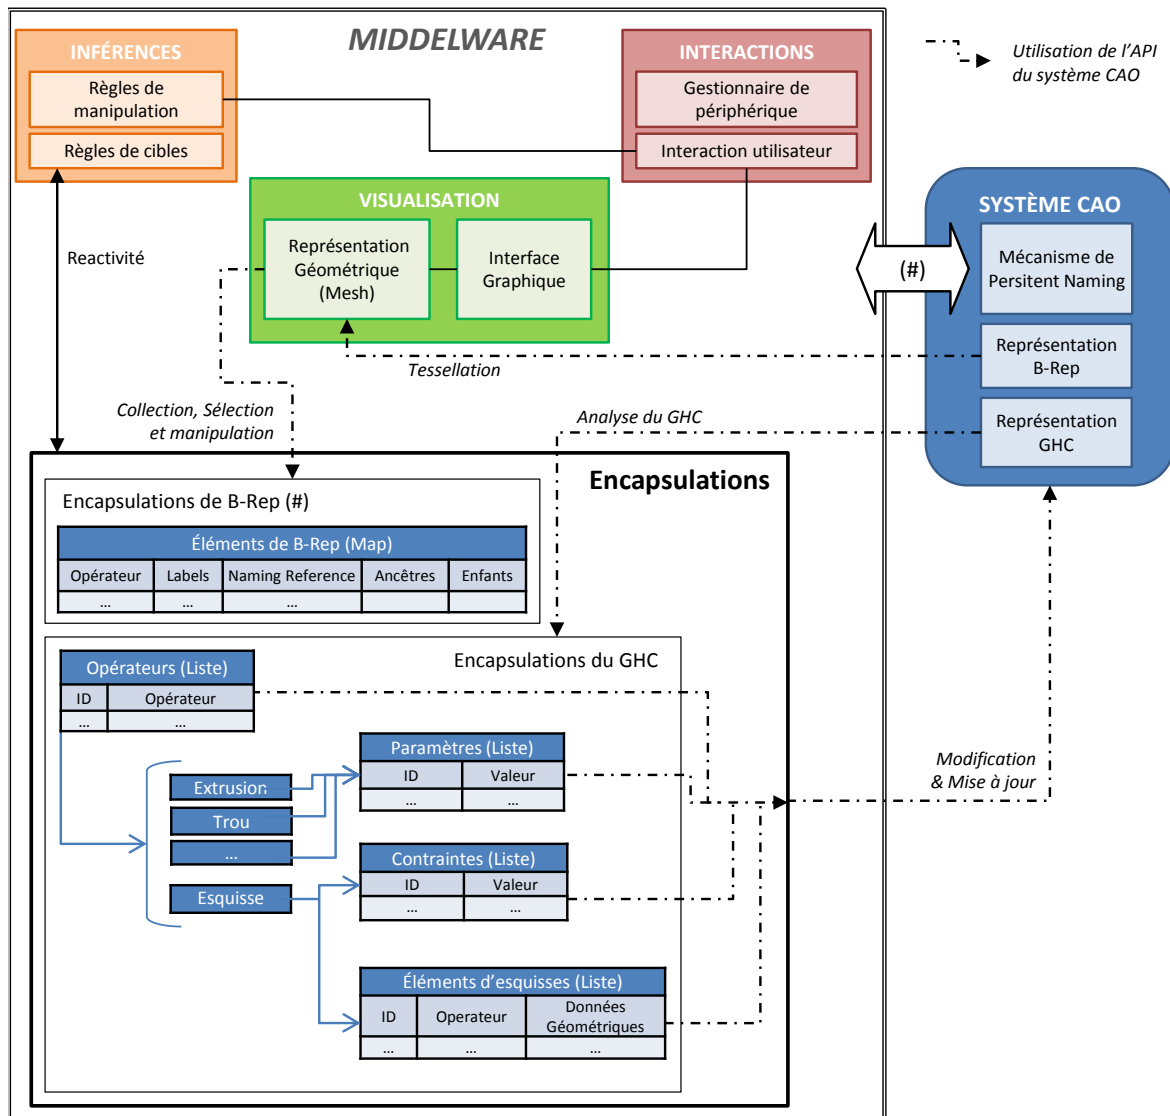 MIDDELWARE
INFÉRENCES
Règles de
manipulation
Règles de cibles
INTERACTIONS
Gestionnaire de
périphérique
Interaction utilisateur
Utilisation de l'API
du système CAO
VISUALISATION
Représentation
Géométrique
(Mesh)
Interface
Graphique
Reactivité
SYSTÈME CAO
Mécanisme de
Persitent Naming
Représentation
B-Rep
Représentation
GHC
(#)
Tessellation
Collection, Sélection
et manipulation
Analyse du GHC
Encapsulations
Encapsulations de B-Rep (#)
Éléments de B-Rep (Map)
Opérateur Labels Naming Reference Ancêtres Enfants
... ... ...
Encapsulations du GHC
Opérateurs (Liste)
ID Opérateur
... ...
Extrusion
Trou
...
Esquisse
Paramètres (Liste)
ID Valeur
... ...
Contraintes (Liste)
ID Valeur
... ...
Éléments d'esquisses (Liste)
ID Operateur Données
Géométriques
... ... ...
Modification
& Mise à jour